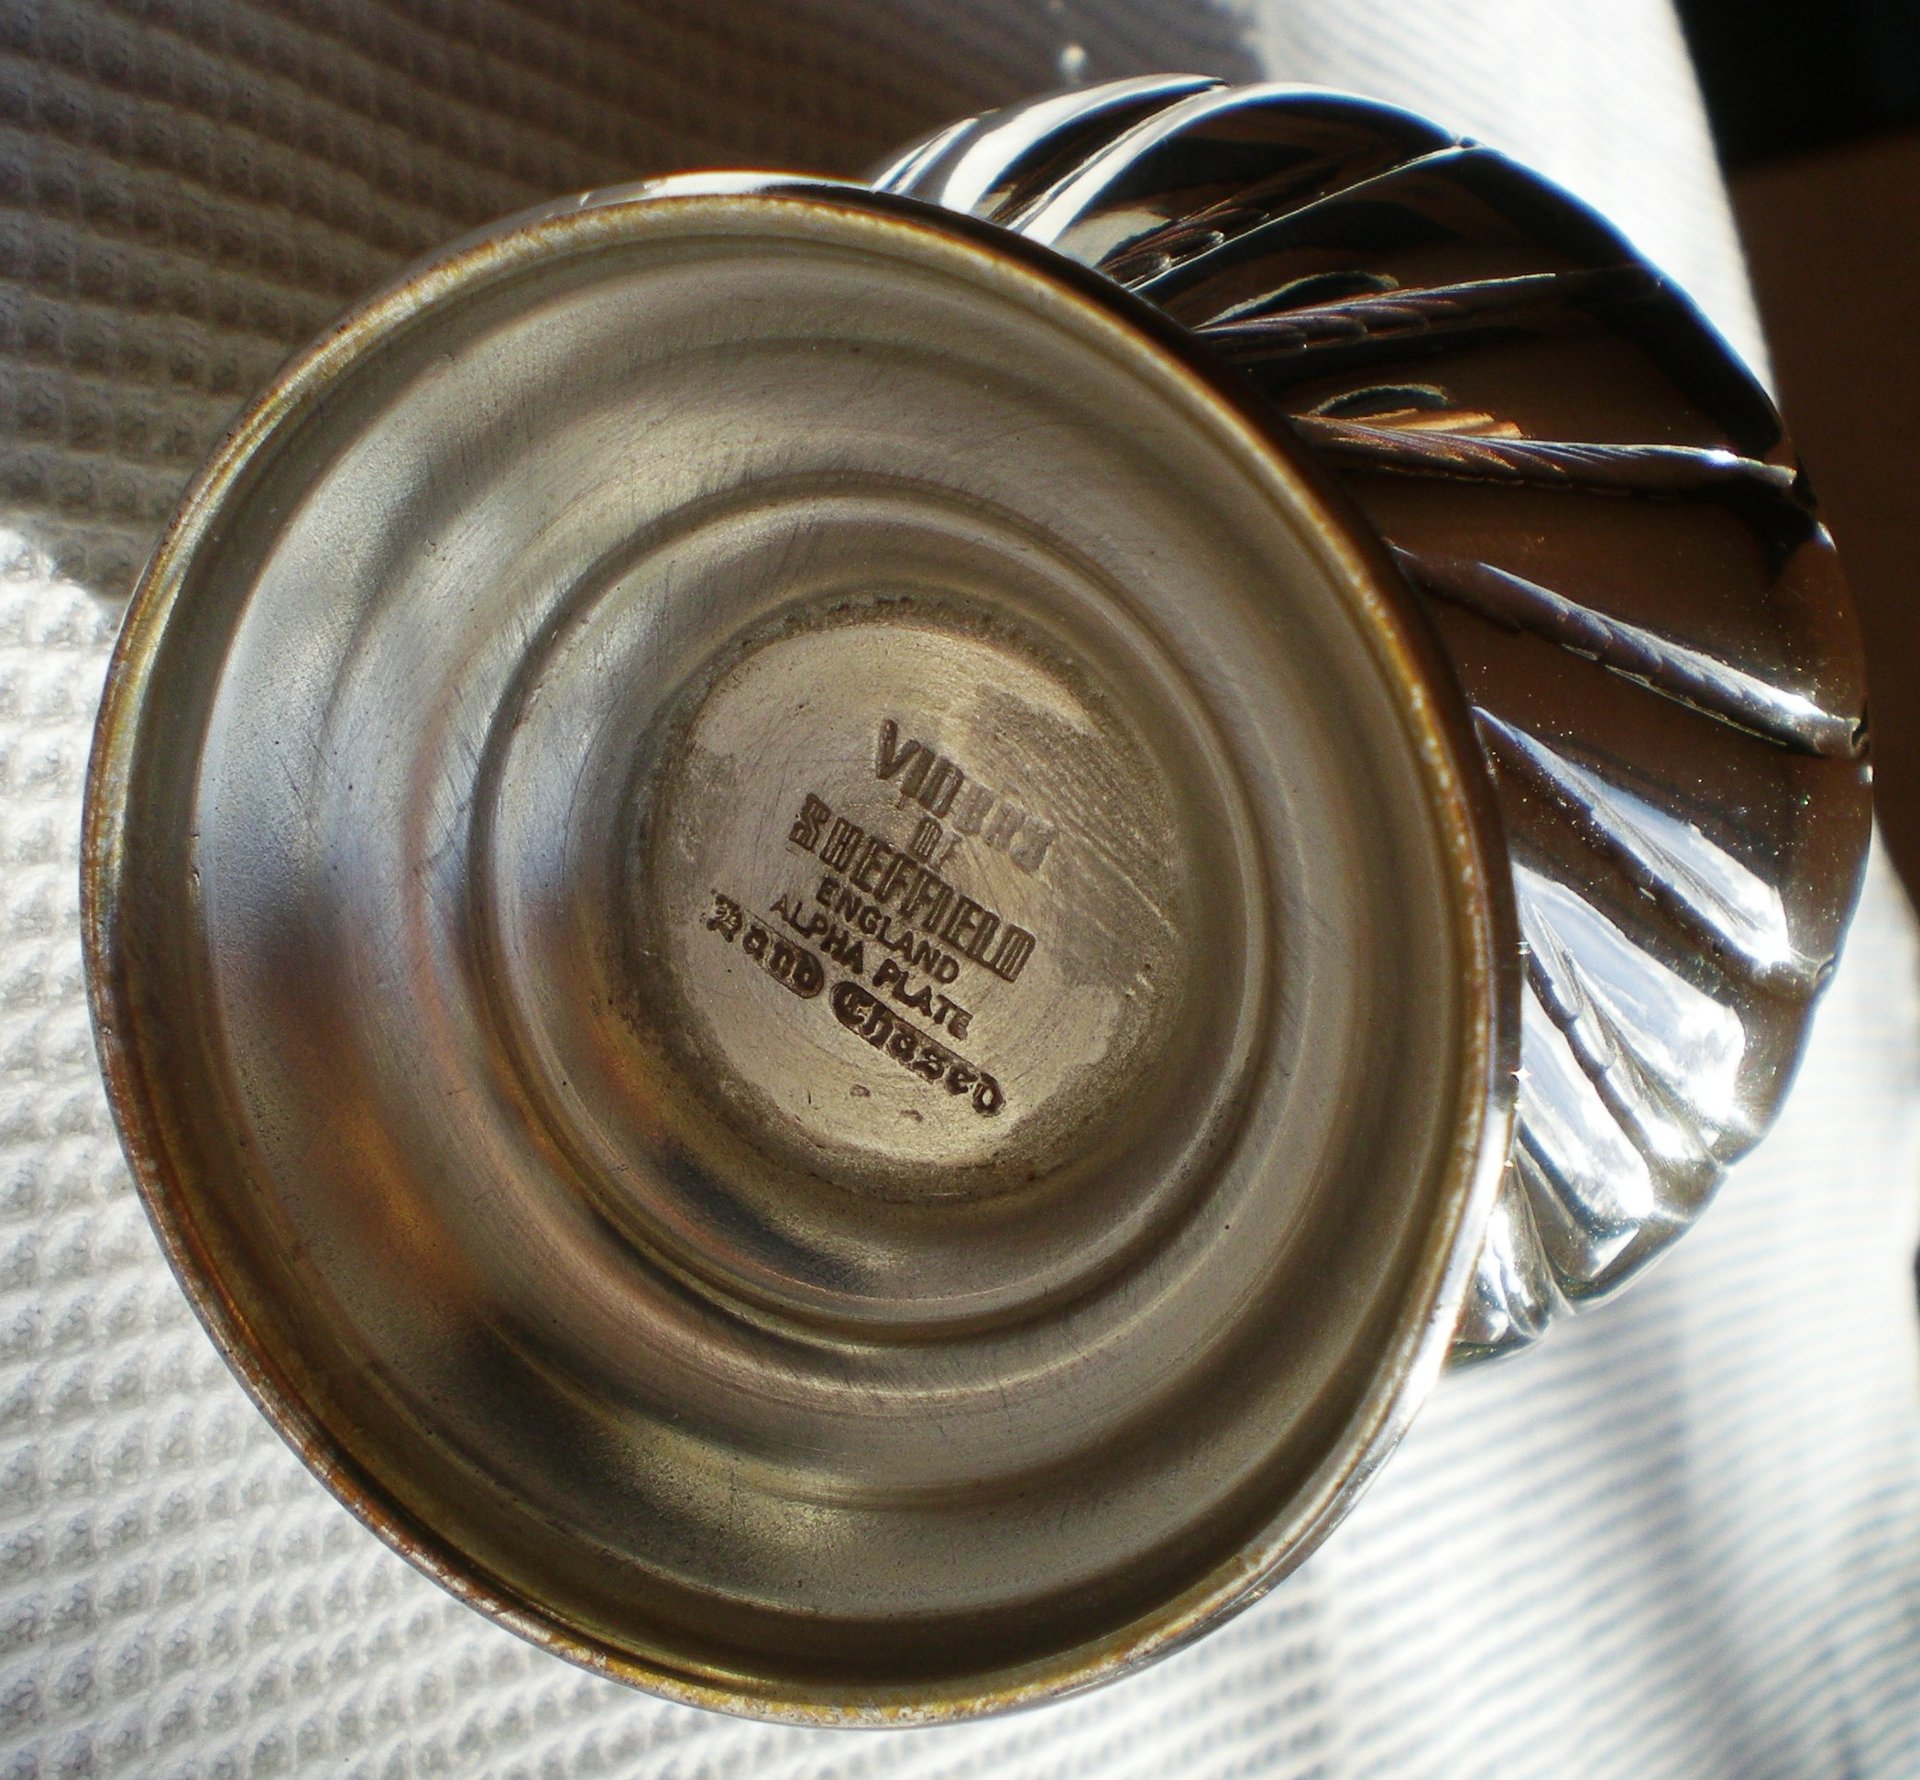 VINERS
OF
SHEFFIELD
ENGLAND
ALPHA PLATE
Hand Chased